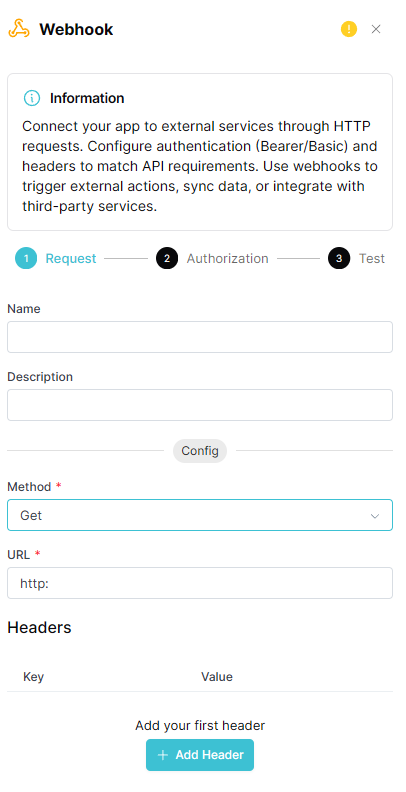 Webhook
Information
Connect your app to external services through HTTP
requests. Configure authentication (Bearer/Basic) and
headers to match API requirements. Use webhooks to
trigger external actions, sync data, or integrate with
third-party services.
1 Request 2 Authorization 3 Test
Name
Description
Config
Method *
Get
URL *
http:
Headers
Key Value
Add your first header
+ Add Header